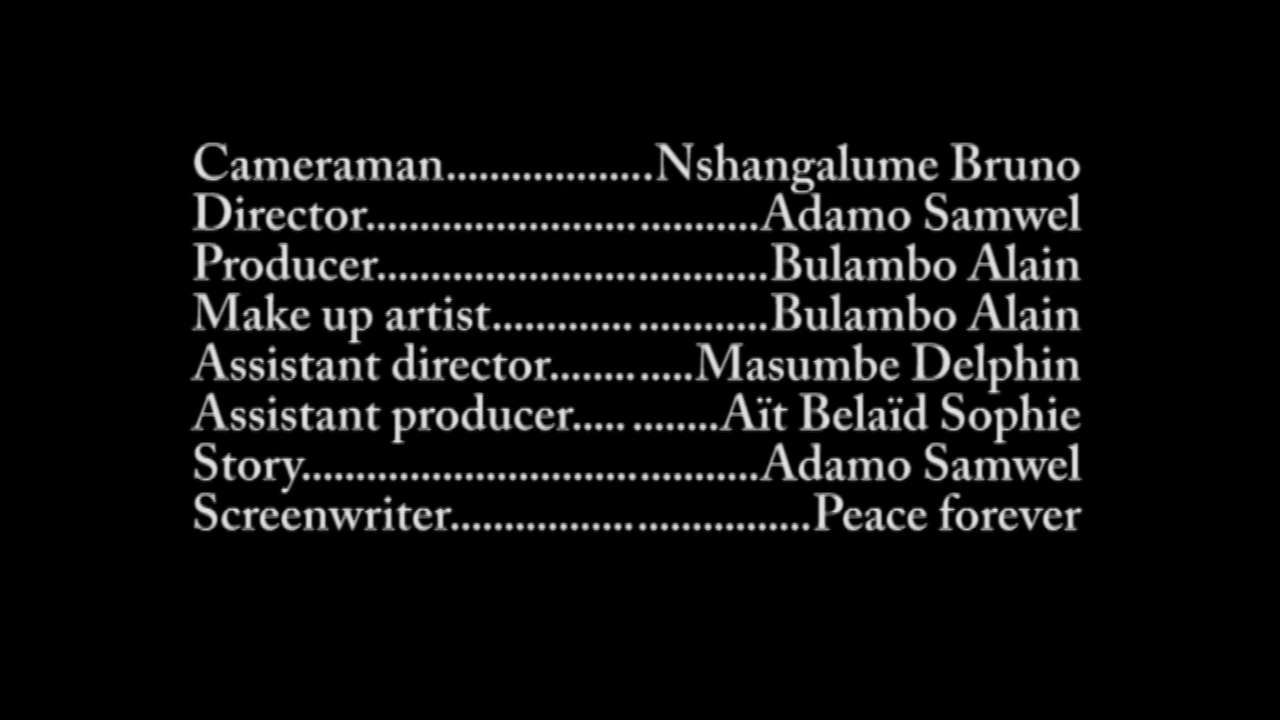 Cameraman...................Nshangalume Bruno
Director....................................Adamo Samwel
Producer....................................Bulambo Alain
Make up artist............. ............Bulambo Alain
Assistant director........ .....Masumbe Delphin
Assistant producer..... ........Aït Belaïd Sophie
Story..........................................Adamo Samwel
Screenwriter................. ................Peace forever